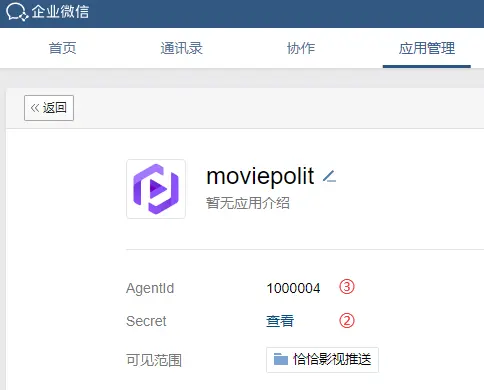 企业微信
首页 通讯录 协作 应用管理
« 返回
moviepolit
暂无应用介绍
AgentId 1000004 ③
Secret 查看 ②
可见范围 恰恰影视推送